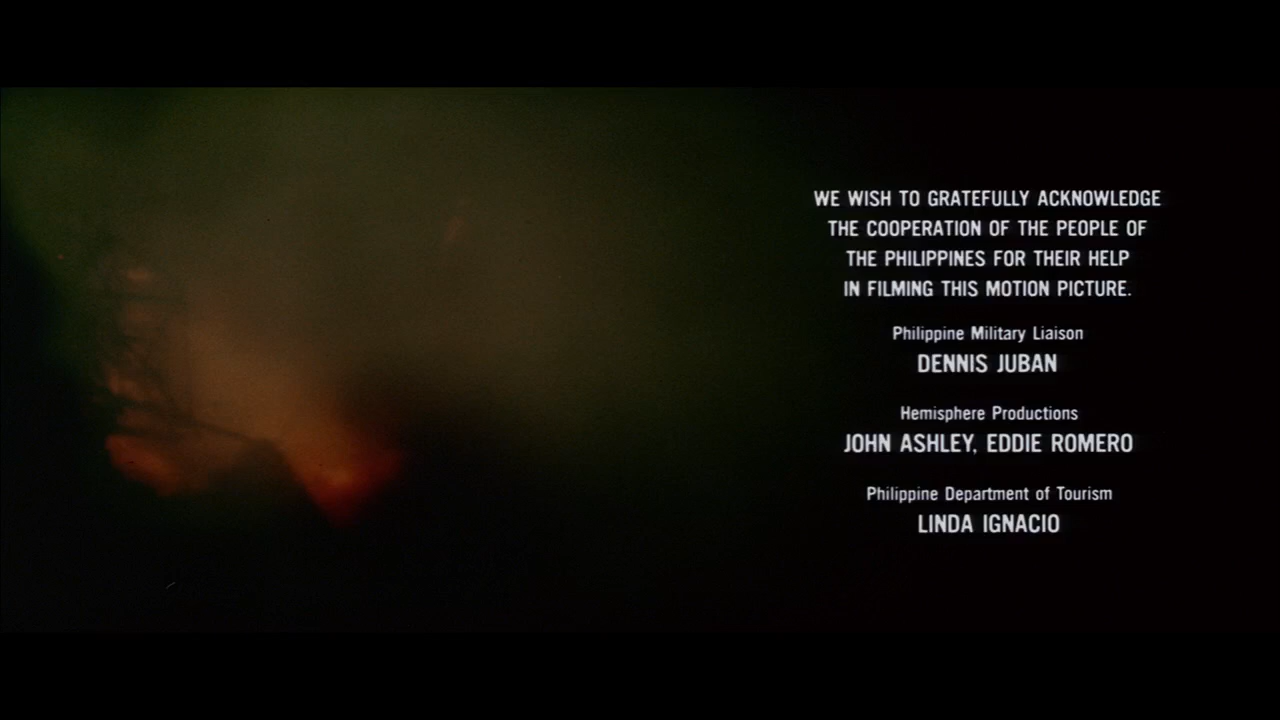 WE WISH TO GRATEFULLY ACKNOWLEDGE
THE COOPERATION OF THE PEOPLE OF
THE PHILIPPINES FOR THEIR HELP
IN FILMING THIS MOTION PICTURE.
Philippine Military Liaison
DENNIS JUBAN
Hemisphere Productions
JOHN ASHLEY, EDDIE ROMERO
Philippine Department of Tourism
LINDA IGNACIO